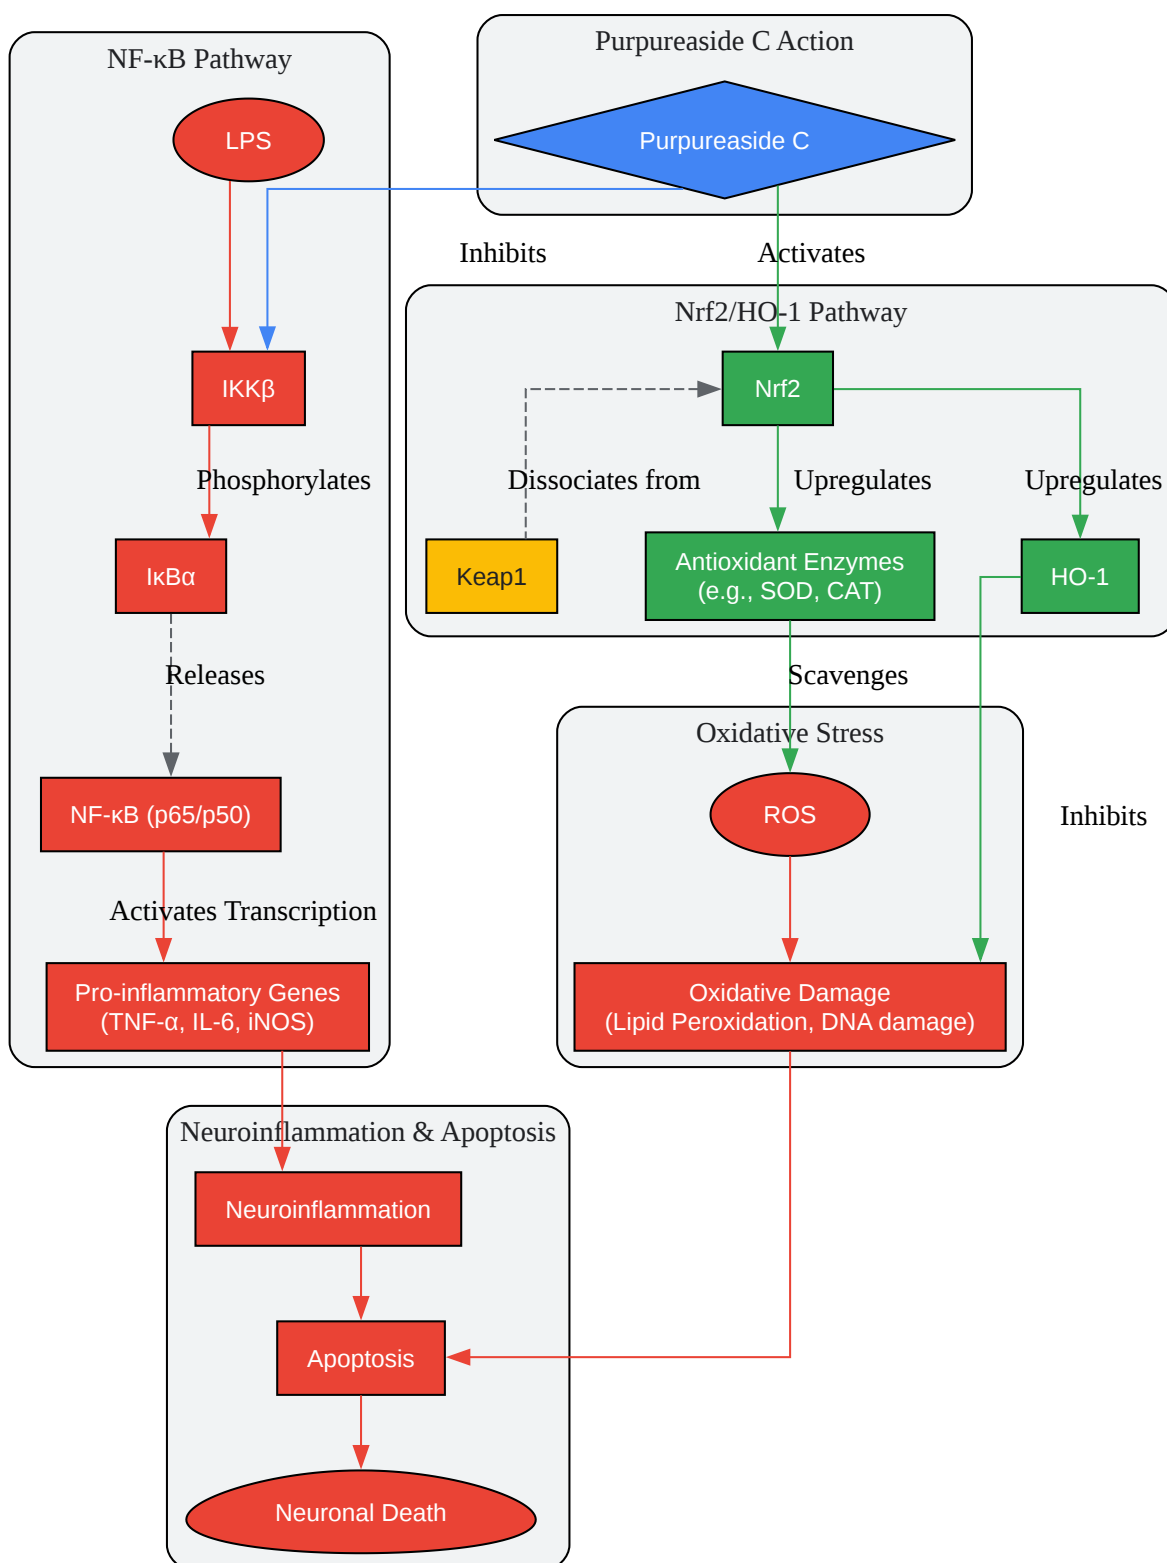 Purpureaside C Action
NF-κB Pathway
LPS
Purpureaside C
Inhibits
Activates
Nrf2/HO-1 Pathway
IKKβ
Nrf2
Phosphorylates
Dissociates from
Upregulates
Upregulates
IκBα
Keap1
Antioxidant Enzymes
(e.g., SOD, CAT)
HO-1
Releases
Scavenges
Oxidative Stress
NF-κB (p65/p50)
ROS
Inhibits
Activates Transcription
Pro-inflammatory Genes
(TNF-α, IL-6, iNOS)
Oxidative Damage
(Lipid Peroxidation, DNA damage)
Neuroinflammation & Apoptosis
Neuroinflammation
Apoptosis
Neuronal Death